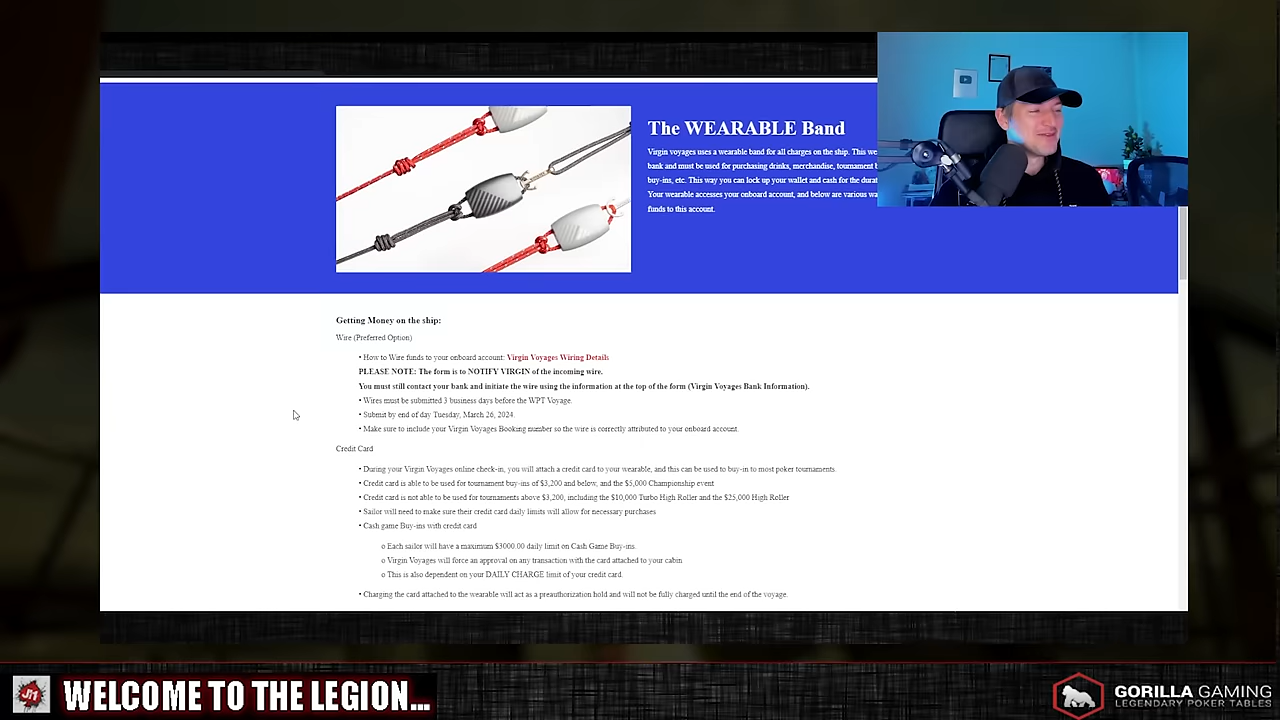 The WEARABLE Band
Virgin voyages uses a wearable band for all charges on the ship. This we
bank and must be used for purchasing drinks, merchandise, tournament
buy-ins, etc. This way you can lock up your wallet and cash for the
Your wearable accesses your onboard account, and below are various
funds to this account.
Getting Money on the ship:
Wire (Preferred Option)
• How to Wire funds to your onboard account: Virgin Voyages Wiring Details
PLEASE NOTE: The form is to NOTIFY VIRGIN of the incoming wire.
You must still contact your bank and initiate the wire using the information at the top of the form (Virgin Voyages Bank Information).
• Wires must be submitted 3 business days before the WPT Voyage.
• Submit by end of day Tuesday, March 26, 2024.
• Make sure to include your Virgin Voyages Booking number so the wire is correctly attributed to your onboard account.
Credit Card
• During your Virgin Voyages online check-in, you will attach a credit card to your wearable, and this can be used to buy-in to most poker tournaments.
• Credit card is able to be used for tournament buy-ins of $3,200 and below, and the $5,000 Championship event
• Credit card is not able to be used for tournaments above $3,200, including the $10,000 Turbo High Roller and the $25,000 High Roller
• Sailor will need to make sure their credit card daily limits will allow for necessary purchases
• Cash game Buy-ins with credit card
o Each sailor will have a maximum $3000.00 daily limit on Cash Game Buy-ins.
o Virgin Voyages will force an approval on any transaction with the card attached to your cabin
o This is also dependent on your DAILY CHARGE limit of your credit card.
• Charging the card attached to the wearable will act as a preauthorization hold and will not be fully charged until the end of the voyage.
WELCOME TO THE LEGION...
GORILLA GAMING
LEGENDARY POKER TABLES